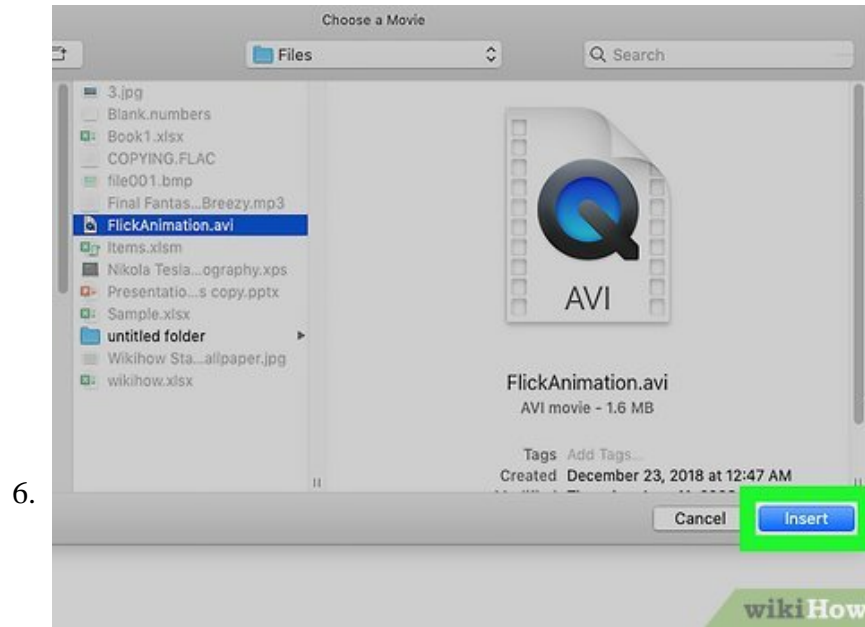 Choose a Movie
Files
Search
3.jpg
Blank.numbers
Book1.xlsx
COPYING.FLAC
file001.bmp
Final Fantas...Breezy.mp3
FlickAnimation.avi
Items.xlsm
Nikola Tesla...ography.xps
Presentatio...s copy.pptx
Sample.xlsx
untitled folder
Wikihow Sta...allpaper.jpg
wikihow.xlsx
AVI
FlickAnimation.avi
AVI movie - 1.6 MB
Tags Add Tags...
Created December 23, 2018 at 12:47 AM
6.
Cancel
Insert
wikiHow